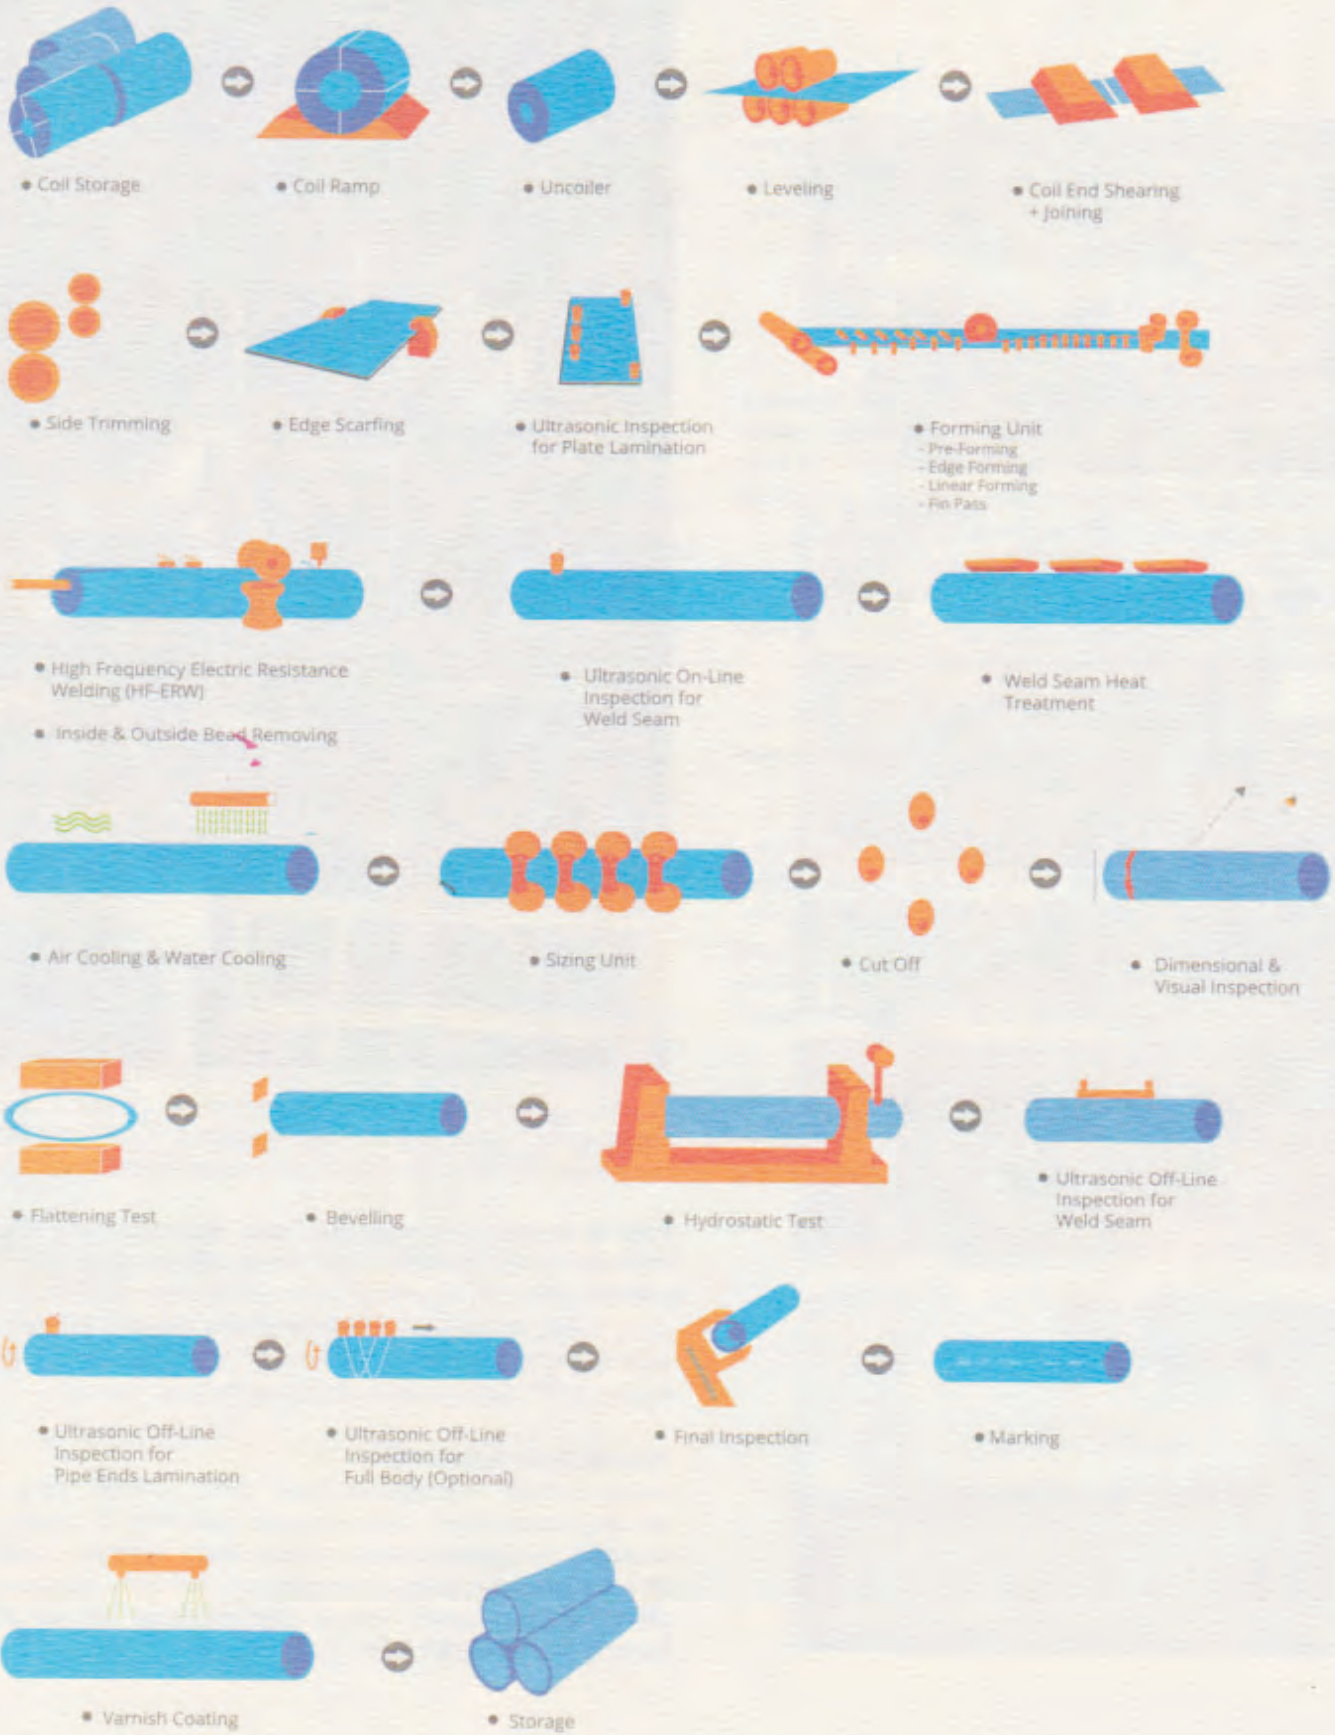 ● Coil Storage
● Coil Ramp
● Uncoiler
● Leveling
● Coil End Shearing
+ Joining
● Side Trimming
● Edge Scarfing
● Ultrasonic Inspection
for Plate Lamination
● Forming Unit
- Pre-Forming
- Edge Forming
- Linear Forming
- Fin Pass
● High Frequency Electric Resistance
Welding (HF-ERW)
● Inside & Outside Bead Removing
● Ultrasonic On-Line
Inspection for
Weld Seam
● Weld Seam Heat
Treatment
● Air Cooling & Water Cooling
● Sizing Unit
● Cut Off
● Dimensional &
Visual Inspection
● Flattening Test
● Bevelling
● Hydrostatic Test
● Ultrasonic Off-Line
Inspection for
Weld Seam
● Ultrasonic Off-Line
Inspection for
Pipe Ends Lamination
● Ultrasonic Off-Line
Inspection for
Full Body (Optional)
● Final Inspection
● Marking
● Varnish Coating
● Storage